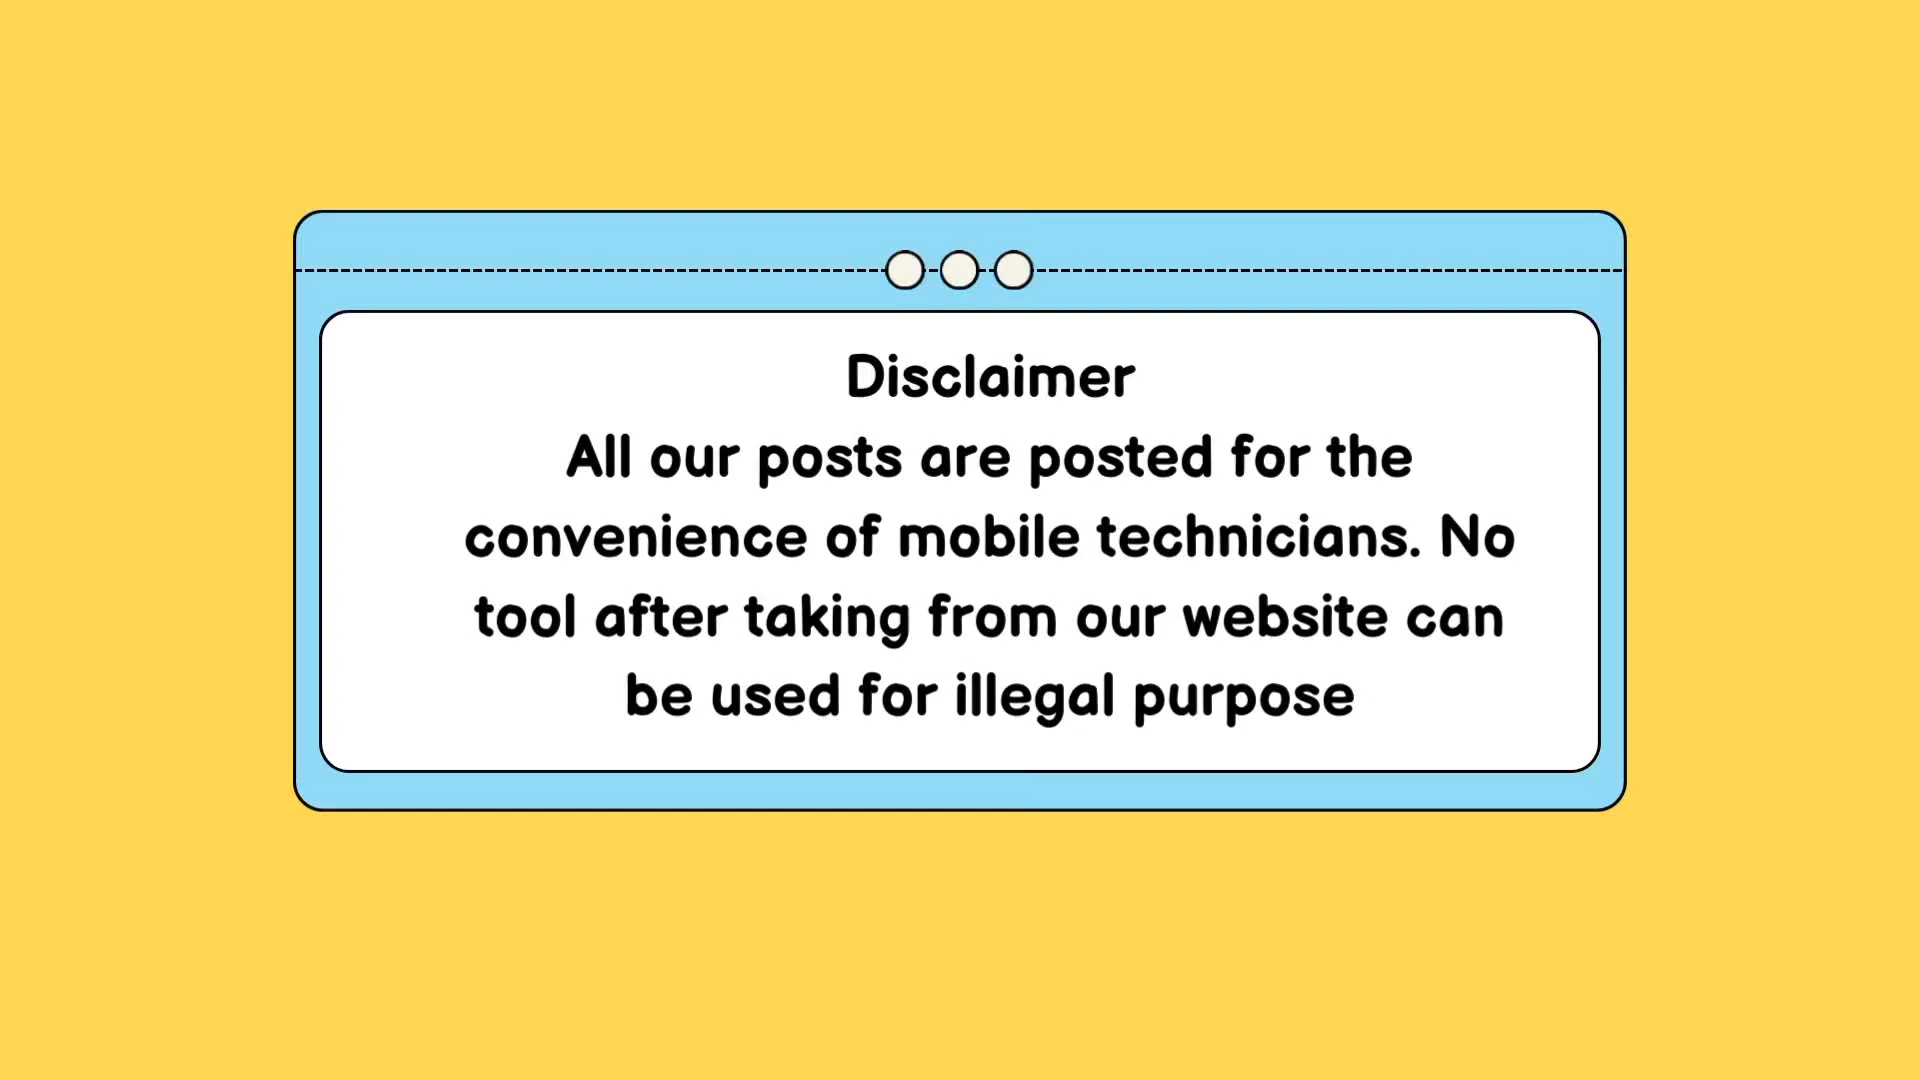 Disclaimer
All our posts are posted for the
convenience of mobile technicians. No
tool after taking from our website can
be used for illegal purpose